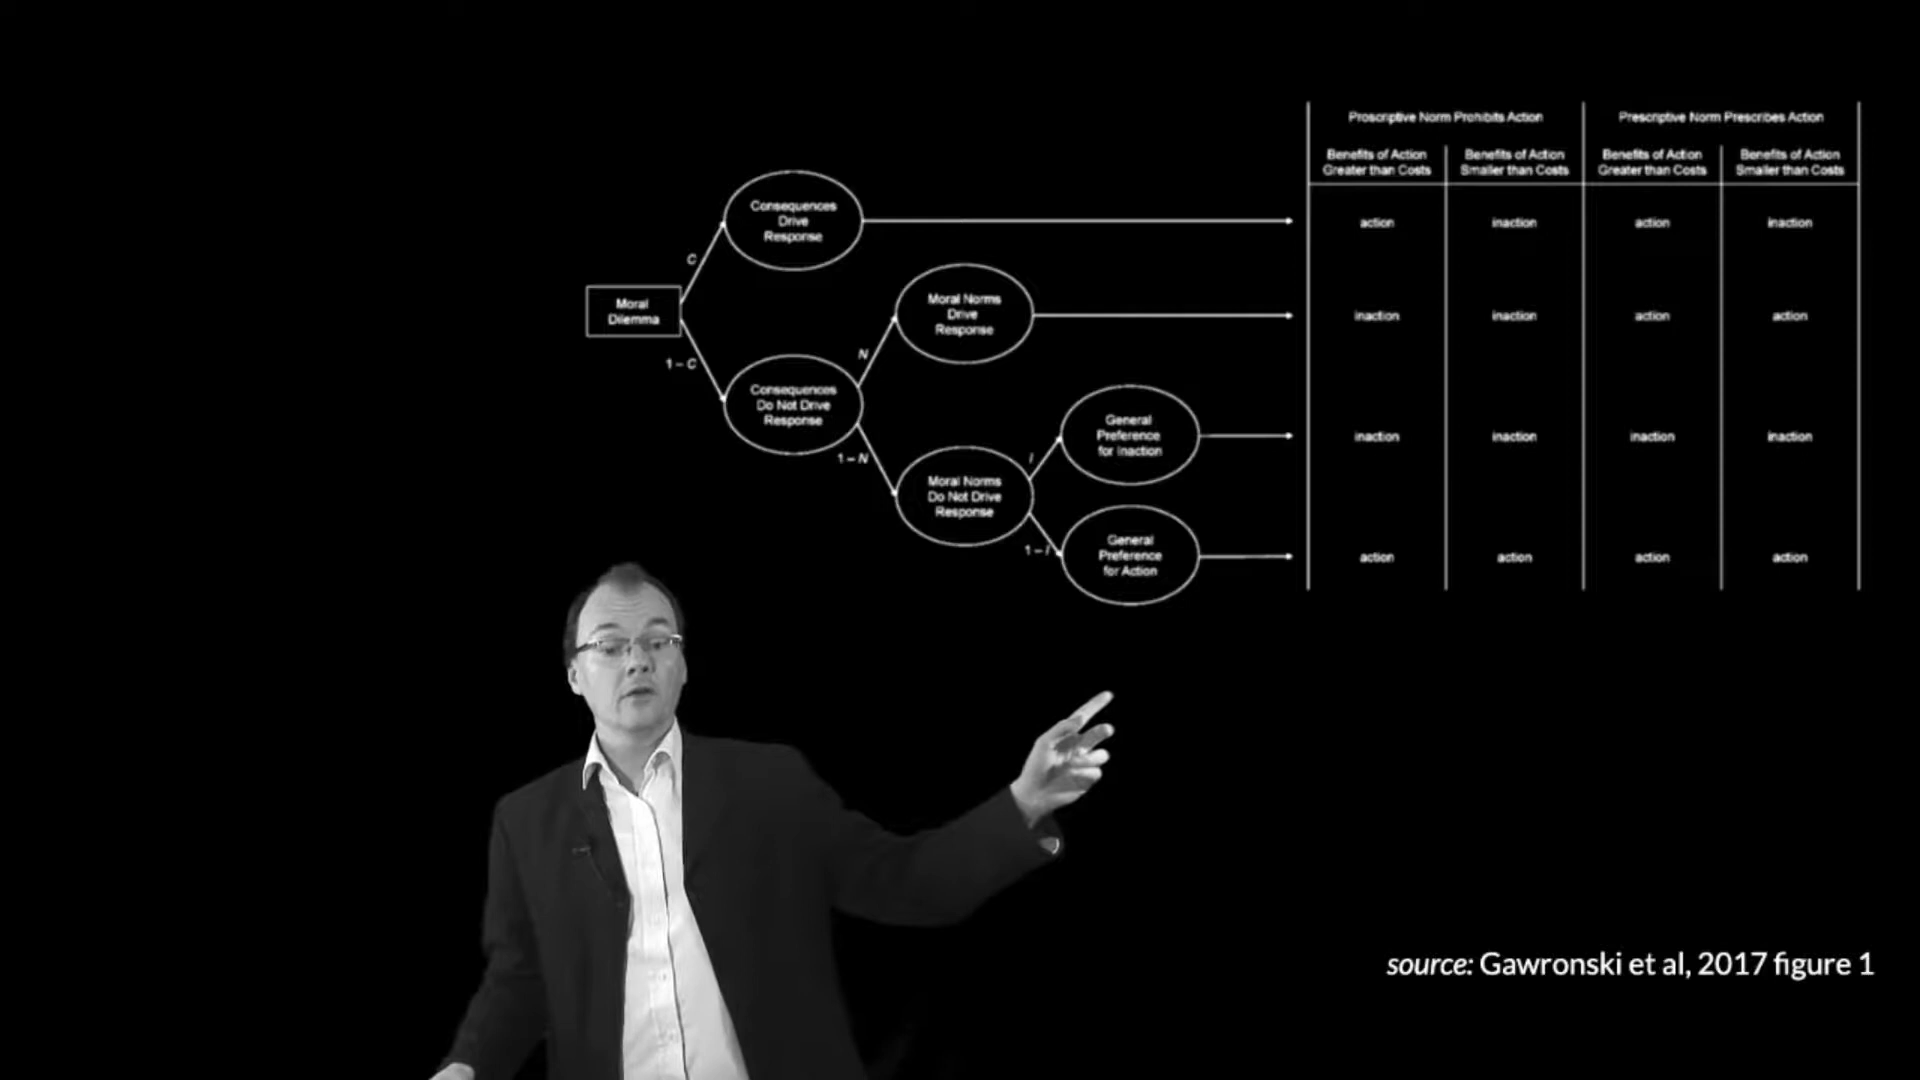 Proscriptive Norm Prohibits Action
Prescriptive Norm Prescribes Action
Benefits of Action
Greater than Costs
Benefits of Action
Smaller than Costs
Benefits of Action
Greater than Costs
Benefits of Action
Smaller than Costs
Consequences
Drive
Response
action
inaction
action
inaction
C
Moral
Dilemma
Moral Norms
Drive
Response
inaction
inaction
action
action
1 – C
N
Consequences
Do Not Drive
Response
General
Preference
for Inaction
inaction
inaction
inaction
inaction
1 – N
I
Moral Norms
Do Not Drive
Response
1 – I
General
Preference
for Action
action
action
action
action
source: Gawronski et al, 2017 figure 1